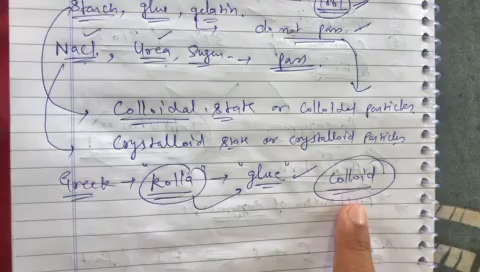 Starch, glue, gelatin.
do not pass.
NaCl, Urea, Sugar → pass.
Colloidal state or Colloidal particles
Crystalloid state or crystalloid particles
Greek → "Kolla" → "glue". Colloid